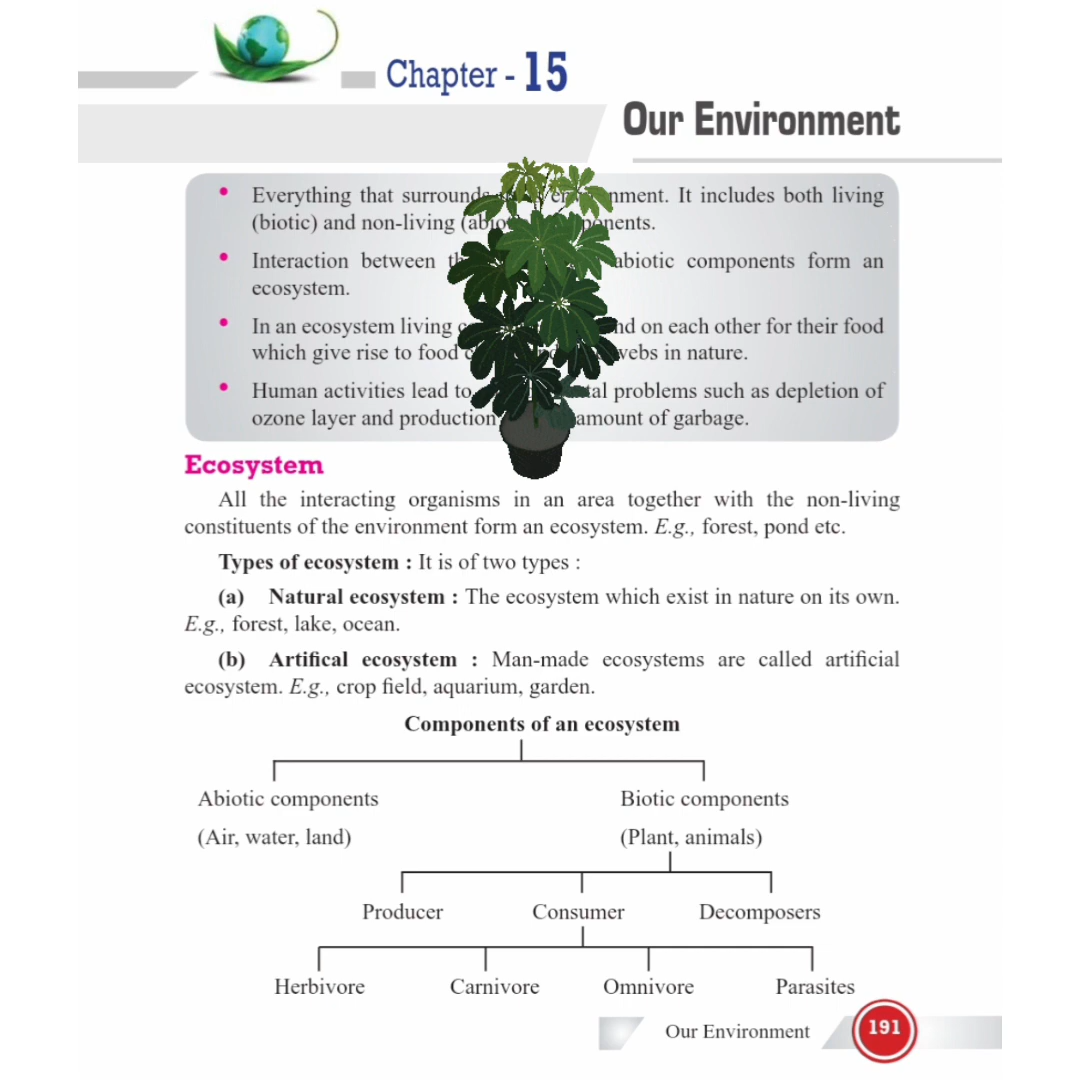 Chapter - 15
Our Environment
• Everything that surrounds nment. It includes both living
(biotic) and non-living (abio ponents.
• Interaction between abiotic components form an
ecosystem.
• In an ecosystem living on each other for their food
which give rise to food webs in nature.
• Human activities lead to problems such as depletion of
ozone layer and production amount of garbage.
Ecosystem
All the interacting organisms in an area together with the non-living
constituents of the environment form an ecosystem. E.g., forest, pond etc.
Types of ecosystem : It is of two types :
(a) Natural ecosystem : The ecosystem which exist in nature on its own.
E.g., forest, lake, ocean.
(b) Artifical ecosystem : Man-made ecosystems are called artificial
ecosystem. E.g., crop field, aquarium, garden.
Components of an ecosystem
Abiotic components Biotic components
(Air, water, land) (Plant, animals)
Producer Consumer Decomposers
Herbivore Carnivore Omnivore Parasites
Our Environment 191